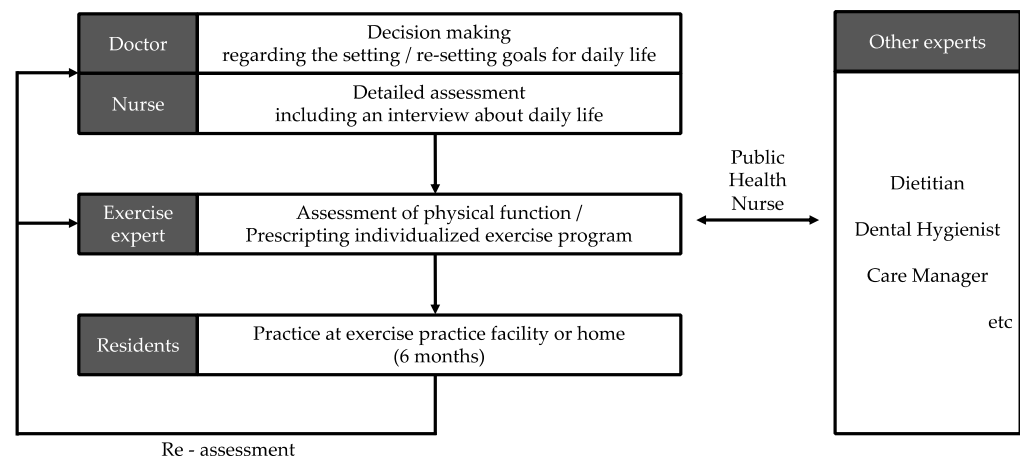 Doctor
Decision making
regarding the setting / re-setting goals for daily life
Nurse
Detailed assessment
including an interview about daily life
Exercise
expert
Assessment of physical function /
Prescripting individualized exercise program
Residents
Practice at exercise practice facility or home
(6 months)
Re - assessment
Public
Health
Nurse
Other experts
Dietitian
Dental Hygienist
Care Manager
etc